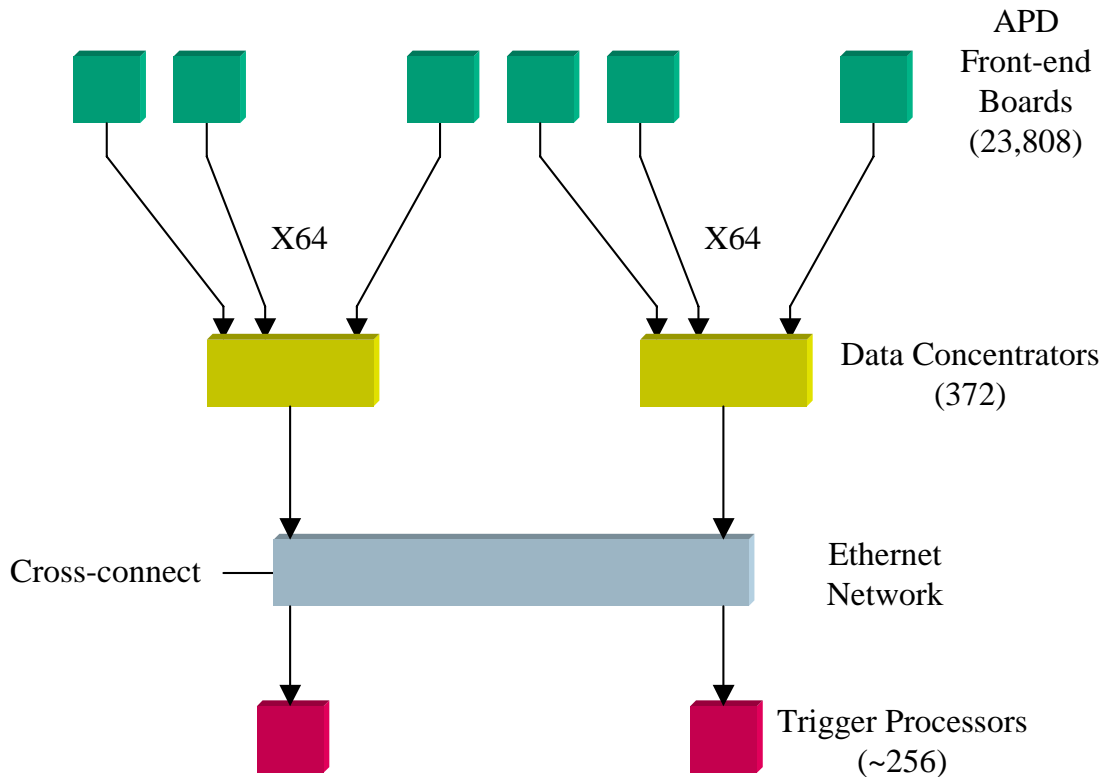 APD
Front-end
Boards
(23,808)
X64
X64
Data Concentrators
(372)
Cross-connect
Ethernet
Network
Trigger Processors
(~256)